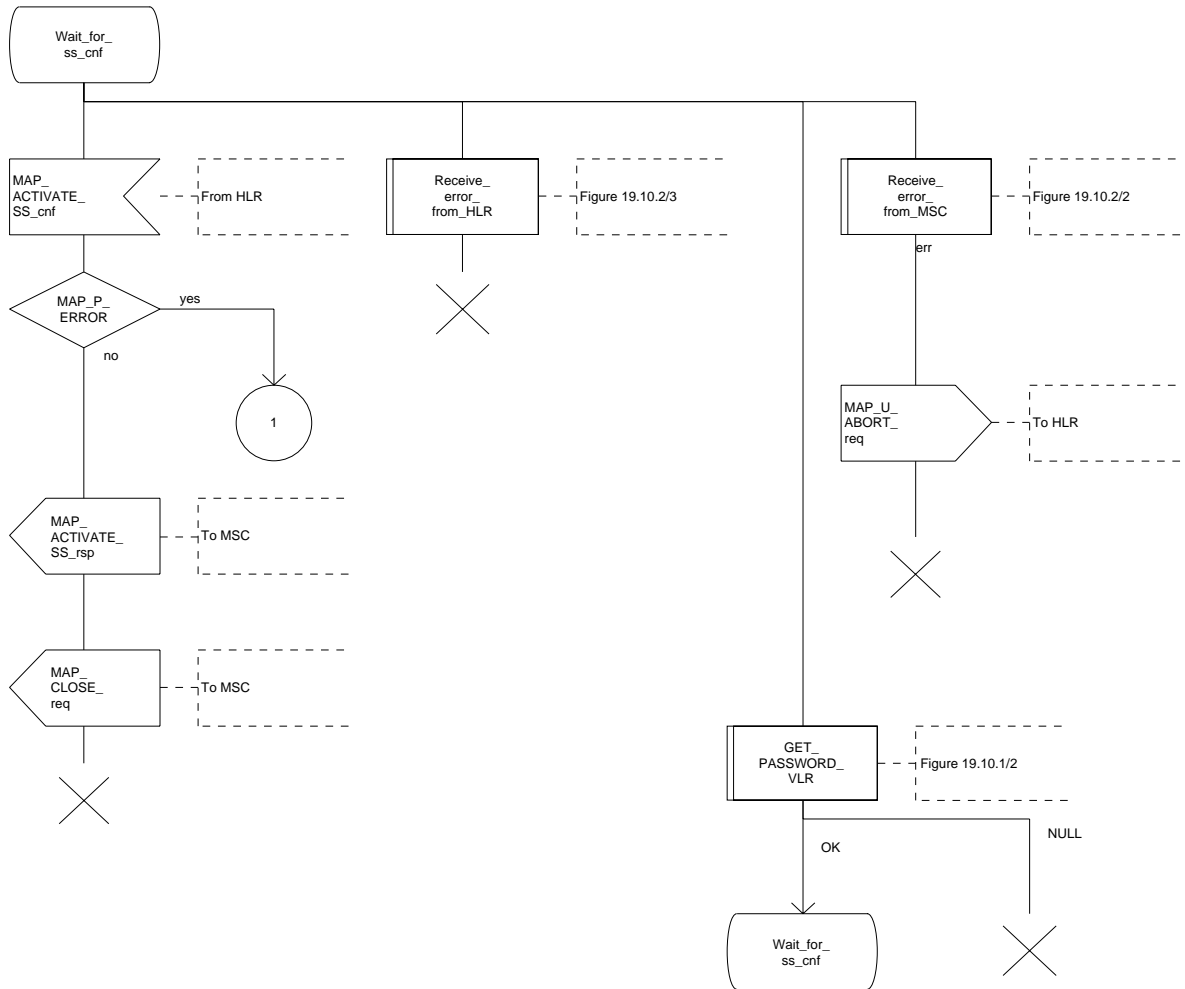 Wait_for_
ss_cnf
MAP_
ACTIVATE_
SS_cnf
From HLR
Receive_
error_
from_HLR
Figure 19.10.2/3
Receive_
error_
from_MSC
Figure 19.10.2/2
err
MAP_P_
ERROR
yes
no
1
MAP_U_
ABORT_
req
To HLR
MAP_
ACTIVATE_
SS_rsp
To MSC
MAP_
CLOSE_
req
To MSC
GET_
PASSWORD_
VLR
Figure 19.10.1/2
OK
NULL
Wait_for_
ss_cnf